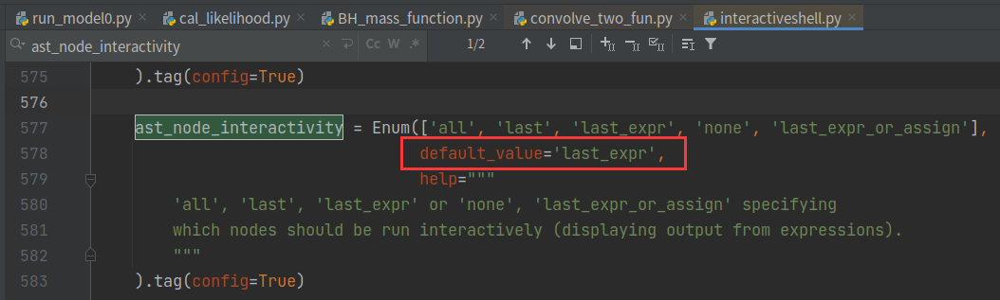 run_model0.py × cal_likelihood.py × BH_mass_function.py × convolve_two_fun.py × interactiveshell.py ×
ast_node_interactivity × Cc W .* 1/2
575 ).tag(config=True)
576
577 ast_node_interactivity = Enum(['all', 'last', 'last_expr', 'none', 'last_expr_or_assign'],
578 default_value='last_expr',
579 help="""
580 'all', 'last', 'last_expr' or 'none', 'last_expr_or_assign' specifying
581 which nodes should be run interactively (displaying output from expressions).
582 """
583 ).tag(config=True)